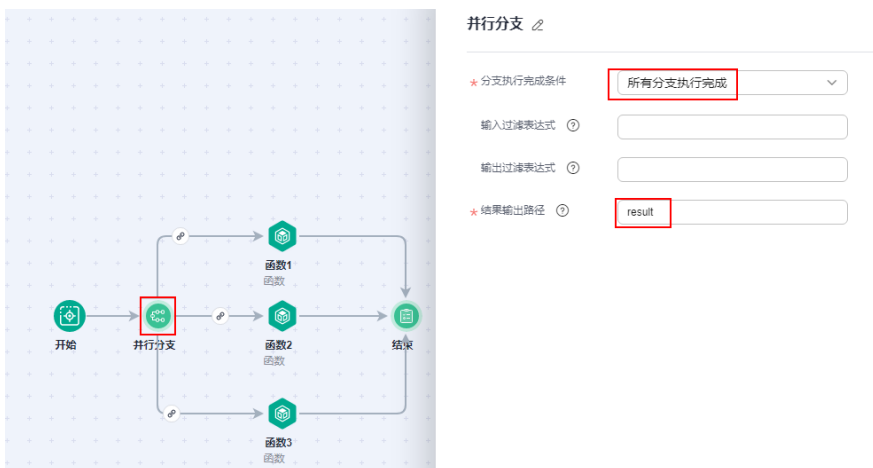 并行分支
* 分支执行完成条件
所有分支执行完成
输入过滤表达式 ?
输出过滤表达式 ?
* 结果输出路径 ?
result
函数1
函数
开始
并行分支
函数2
函数
结束
函数3
函数